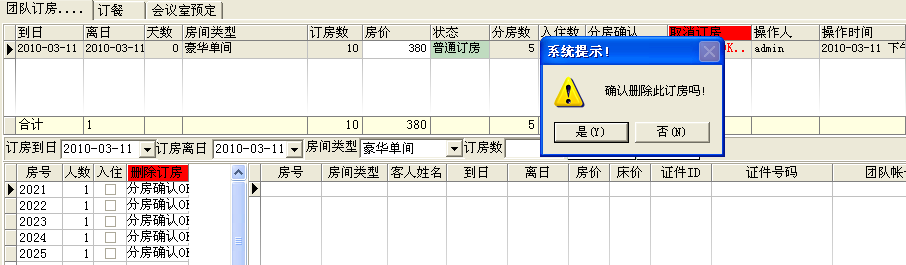 团队订房.... 订餐 会议室预定
到日 离日 天数 房间类型 订房数 房价 状态 分房数 入住数 分房确认 取消订房 操作人 操作时间
2010-03-11 2010-03-11 0 豪华单间 10 380 普通订房 5 K.. admin 2010-03-11 下午
系统提示!
确认删除此订房吗!
是(Y) 否(N)
合计 1 10 380 5
订房到日 2010-03-11 订房离日 2010-03-11 房间类型 豪华单间 订房数
房号 人数 入住 删除订房 房号 房间类型 客人姓名 到日 离日 房价 床价 证件ID 证件号码 团队帐
2021 1 分房确认OK
2022 1 分房确认OK
2023 1 分房确认OK
2024 1 分房确认OK
2025 1 分房确认OK